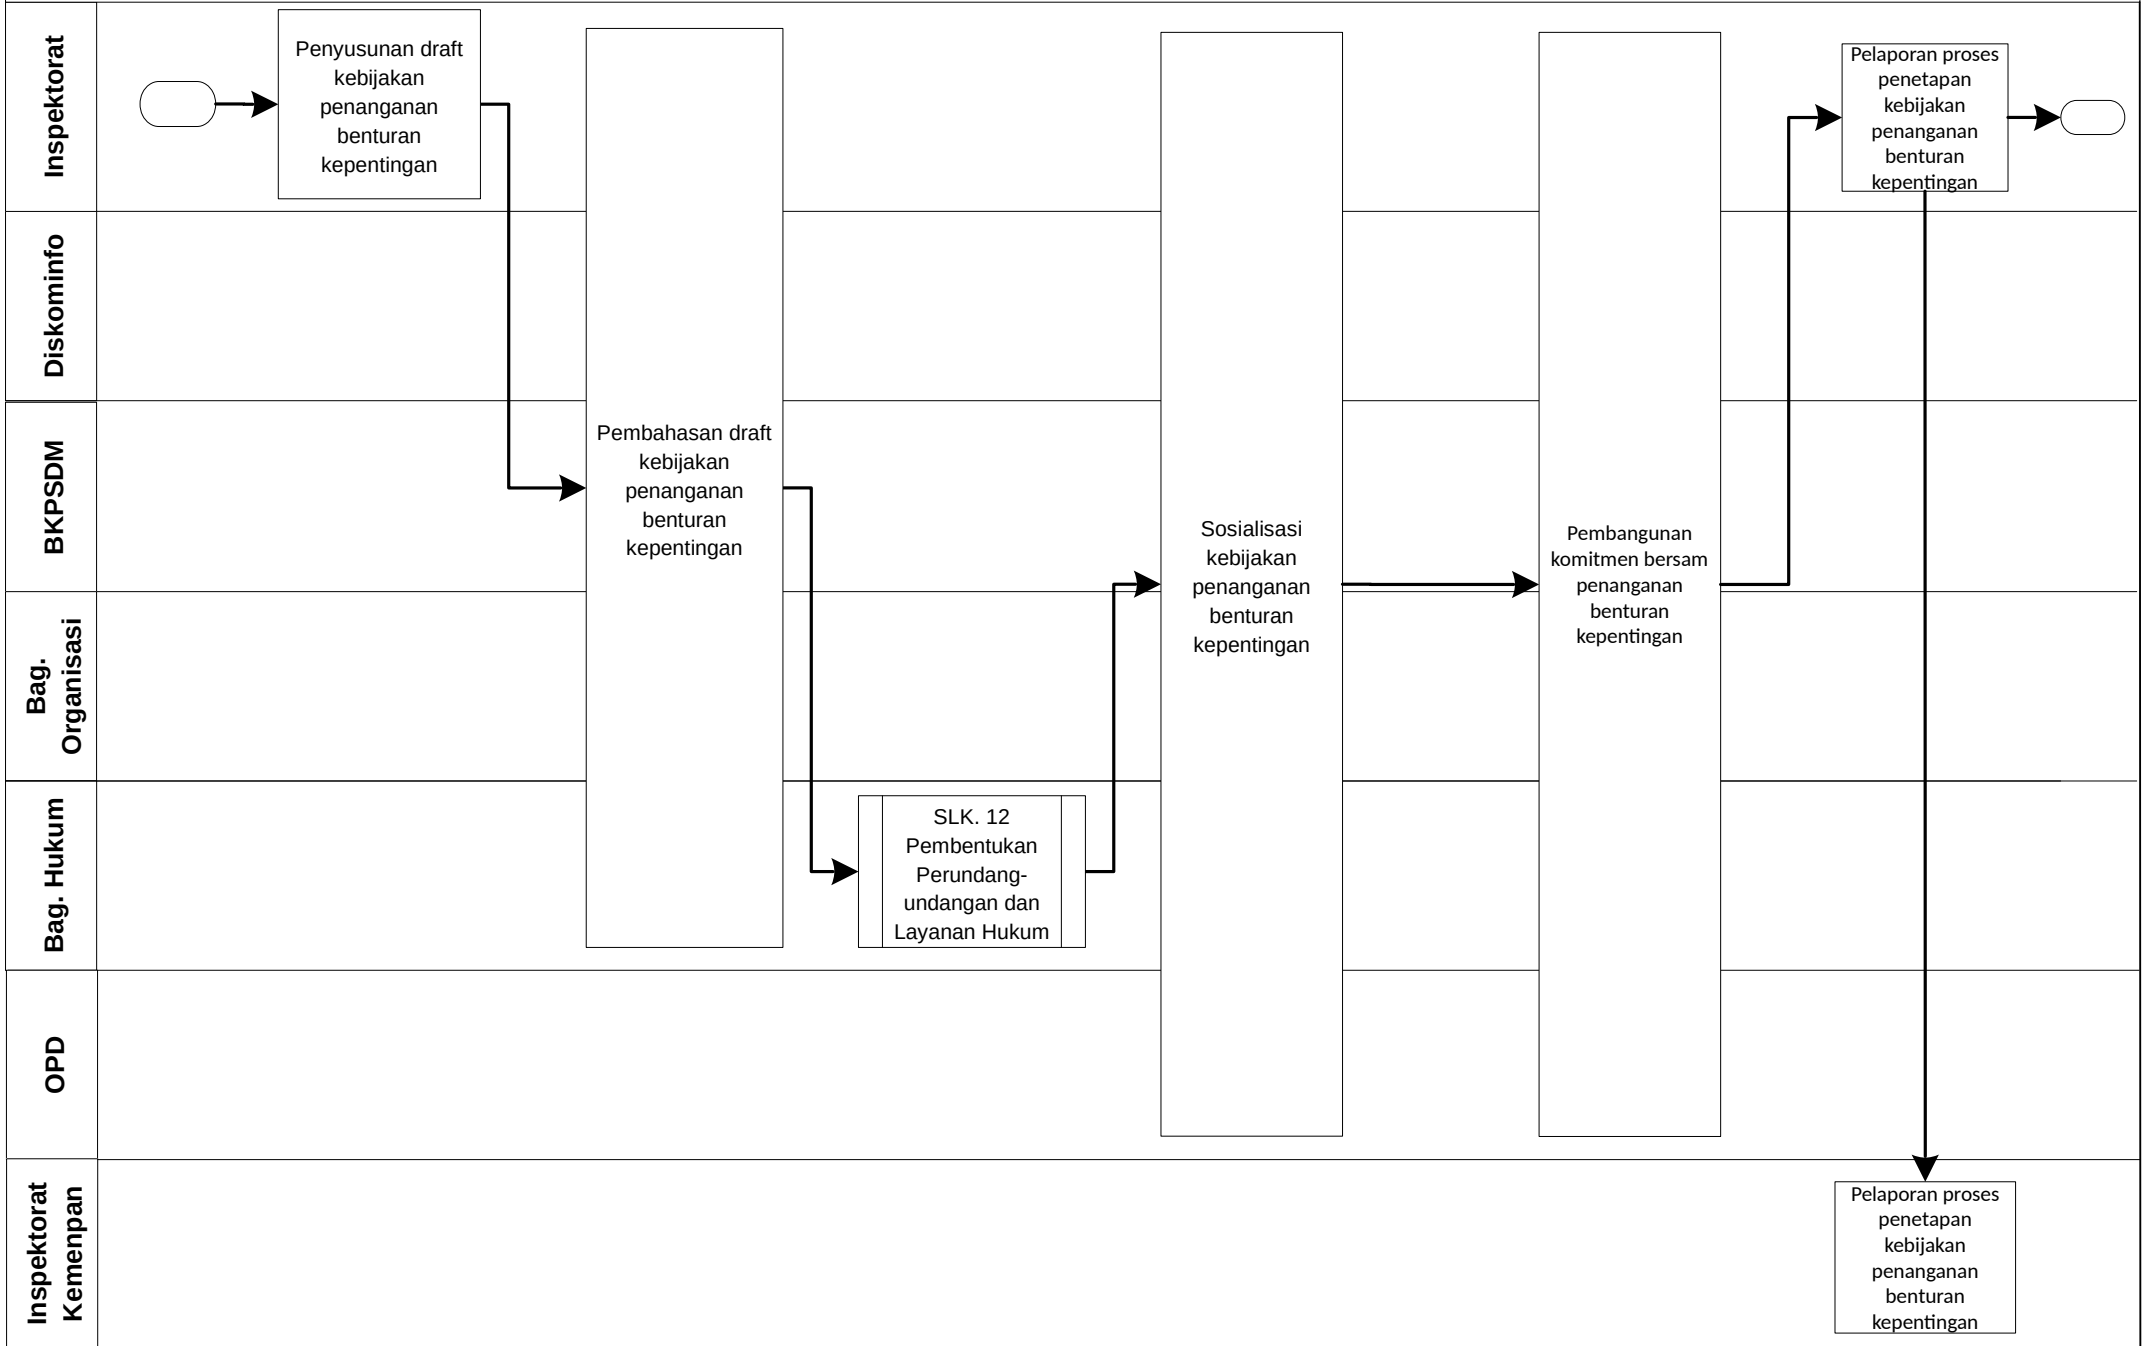 Inspektorat
Penyusunan draft
kebijakan
penanganan
benturan
kepentingan
Pelaporan proses
penetapan
kebijakan
penanganan
benturan
kepentingan
Diskominfo
BKPSDM
Pembahasan draft
kebijakan
penanganan
benturan
kepentingan
Sosialisasi
kebijakan
penanganan
benturan
kepentingan
Pembangunan
komitmen bersam
penanganan
benturan
kepentingan
Bag.
Organisasi
Bag. Hukum
SLK. 12
Pembentukan
Perundang-
undangan dan
Layanan Hukum
OPD
Inspektorat
Kemenpan
Pelaporan proses
penetapan
kebijakan
penanganan
benturan
kepentingan